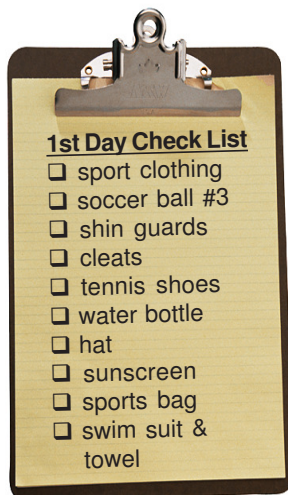 1st Day Check List
sport clothing
soccer ball #3
shin guards
cleats
tennis shoes
water bottle
hat
sunscreen
sports bag
swim suit &
towel